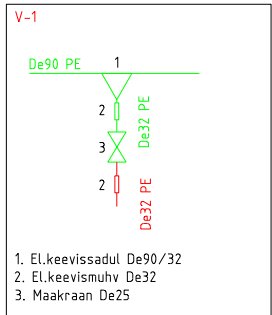 V-1
De90 PE
1
2
De32 PE
3
2
De32 PE
1. El.keevissadul De90/32
2. El.keevismuhv De32
3. Maakraan De25